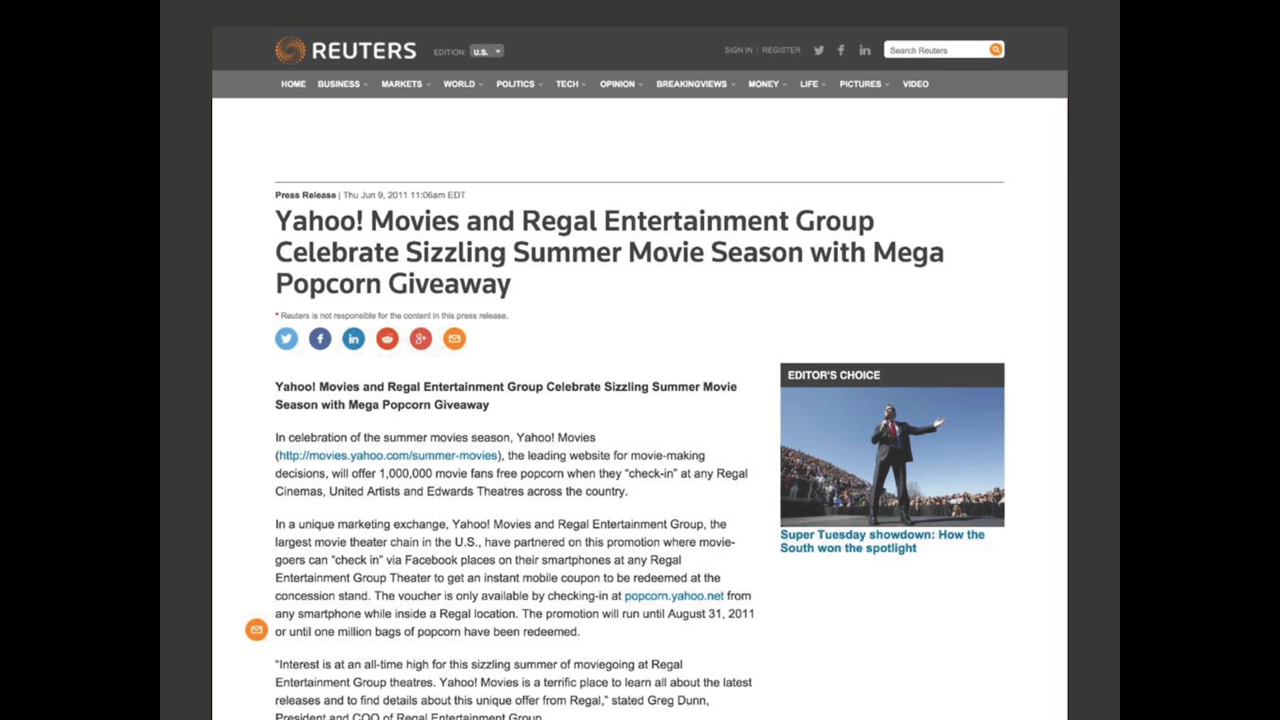 REUTERS EDITION: U.S. SIGN IN | REGISTER Search Reuters
HOME BUSINESS MARKETS WORLD POLITICS TECH OPINION BREAKINGVIEWS MONEY LIFE PICTURES VIDEO
Press Release | Thu Jun 9, 2011 11:06am EDT
Yahoo! Movies and Regal Entertainment Group
Celebrate Sizzling Summer Movie Season with Mega
Popcorn Giveaway
* Reuters is not responsible for the content in this press release.
Yahoo! Movies and Regal Entertainment Group Celebrate Sizzling Summer Movie
Season with Mega Popcorn Giveaway
In celebration of the summer movies season, Yahoo! Movies
(http://movies.yahoo.com/summer-movies), the leading website for movie-making
decisions, will offer 1,000,000 movie fans free popcorn when they “check-in” at any Regal
Cinemas, United Artists and Edwards Theatres across the country.
In a unique marketing exchange, Yahoo! Movies and Regal Entertainment Group, the
largest movie theater chain in the U.S., have partnered on this promotion where movie-
goers can “check in” via Facebook places on their smartphones at any Regal
Entertainment Group Theater to get an instant mobile coupon to be redeemed at the
concession stand. The voucher is only available by checking-in at popcorn.yahoo.net from
any smartphone while inside a Regal location. The promotion will run until August 31, 2011
or until one million bags of popcorn have been redeemed.
“Interest is at an all-time high for this sizzling summer of moviegoing at Regal
Entertainment Group theatres. Yahoo! Movies is a terrific place to learn all about the latest
releases and to find details about this unique offer from Regal,” stated Greg Dunn,
President and COO of Regal Entertainment Group.
EDITOR'S CHOICE
Super Tuesday showdown: How the
South won the spotlight